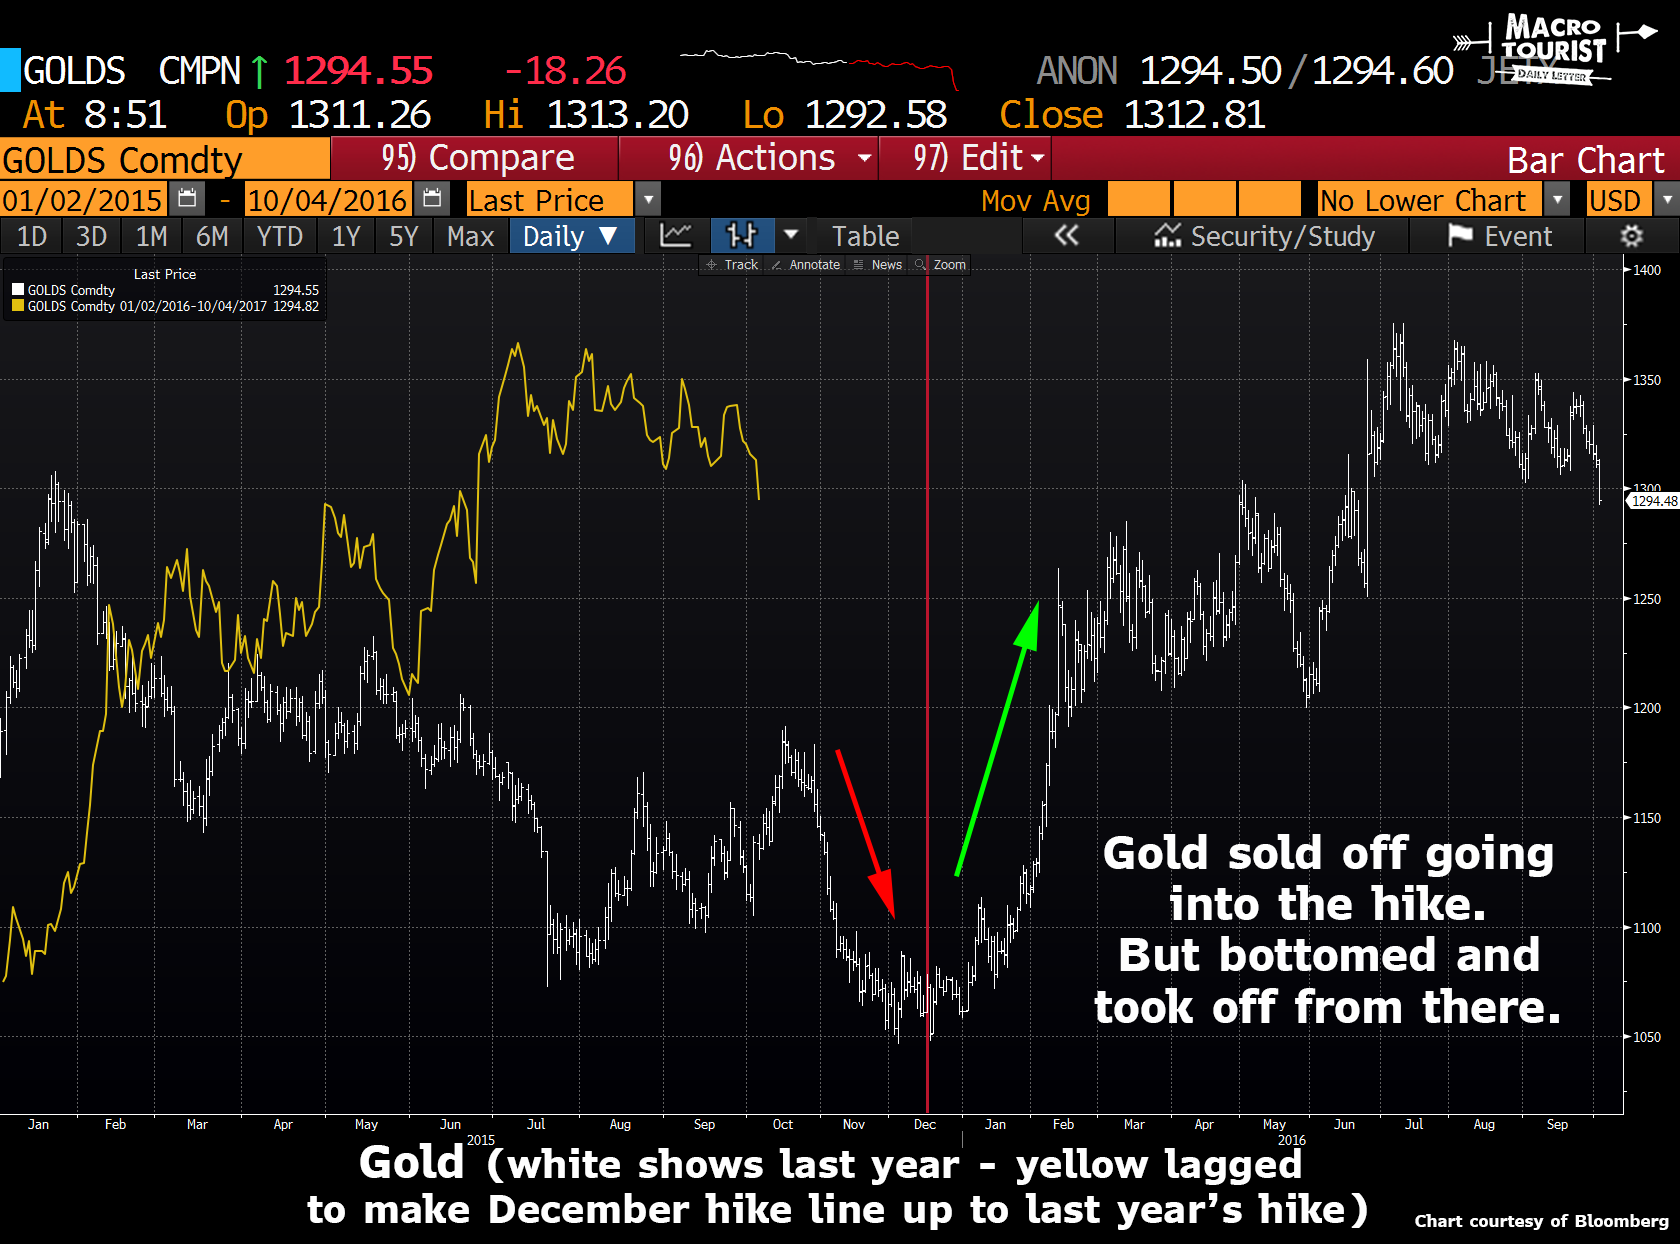 MACRO
TOURIST
DAILY LETTER
GOLDS CMPN ↑ 1294.55 -18.26 ANON 1294.50/1294.60
At 8:51 Op 1311.26 Hi 1313.20 Lo 1292.58 Close 1312.81
GOLDS Comdty 95) Compare 96) Actions 97) Edit Bar Chart
01/02/2015 - 10/04/2016 Last Price Mov Avg No Lower Chart USD
1D 3D 1M 6M YTD 1Y 5Y Max Daily ▼ Table « Security/Study Event
Track Annotate News Zoom
Last Price
GOLDS Comdty 1294.55
GOLDS Comdty 01/02/2016-10/04/2017 1294.82
1400
1350
1300
1294.48
1250
1200
1150
1100
1050
Gold sold off going
into the hike.
But bottomed and
took off from there.
Jan Feb Mar Apr May Jun Jul Aug Sep Oct Nov Dec Jan Feb Mar Apr May Jun Jul Aug Sep
2015 2016
Gold (white shows last year - yellow lagged
to make December hike line up to last year's hike)
Chart courtesy of Bloomberg